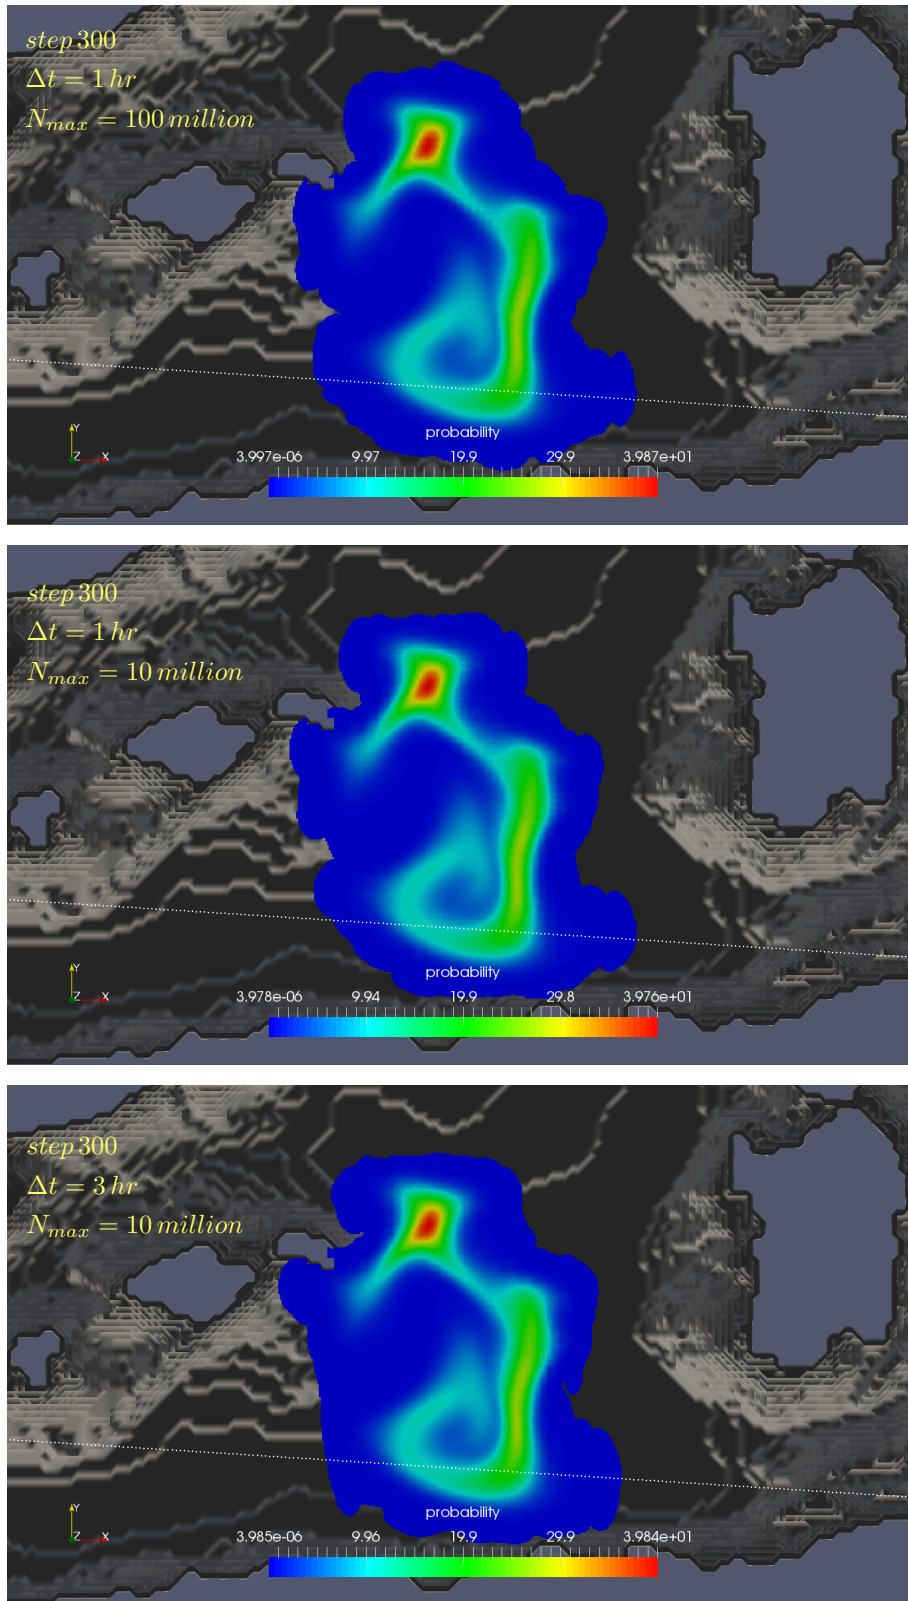 step 300
Δt = 1 hr
N_max = 100 million
Y
Z X
probability
3.997e-06 9.97 19.9 29.9 3.987e+01
step 300
Δt = 1 hr
N_max = 10 million
Y
Z X
probability
3.978e-06 9.94 19.9 29.8 3.976e+01
step 300
Δt = 3 hr
N_max = 10 million
Y
Z X
probability
3.985e-06 9.96 19.9 29.9 3.984e+01